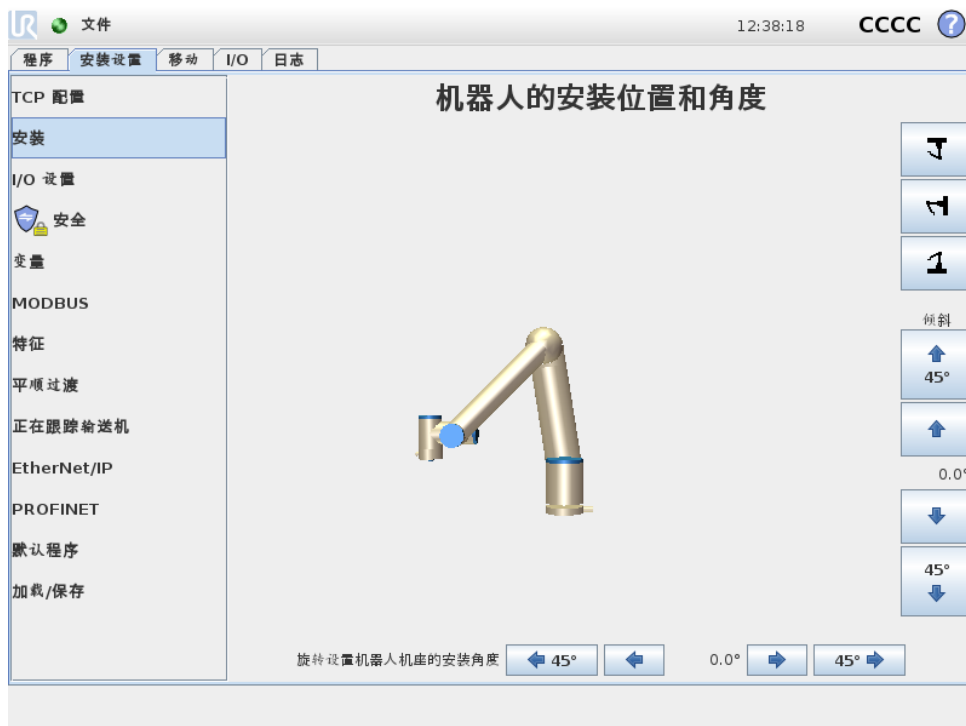 UR 文件 12:38:18 CCCC ?
程序 安装设置 移动 I/O 日志
TCP 配置
安装
I/O 设置
安全
变量
MODBUS
特征
平顺过渡
正在跟踪输送机
EtherNet/IP
PROFINET
默认程序
加载/保存
机器人的安装位置和角度
倾斜
45°
0.0°
45°
旋转设置机器人机座的安装角度 45° 0.0° 45°